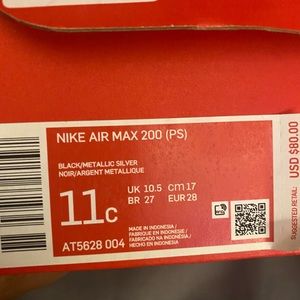 NIKE AIR MAX 200 (PS)
BLACK/METALLIC SILVER
NOIR/ARGENT METALLIQUE
11C
UK 10.5 CM 17
BR 27 EUR 28
AT5628 004
MADE IN INDONESIA/
FABRIQUE EN INDONESIE/
FABRICADO NA INDONESIA/
HECHO EN INDONESIA
SUGGESTED RETAIL:
USD $80.00